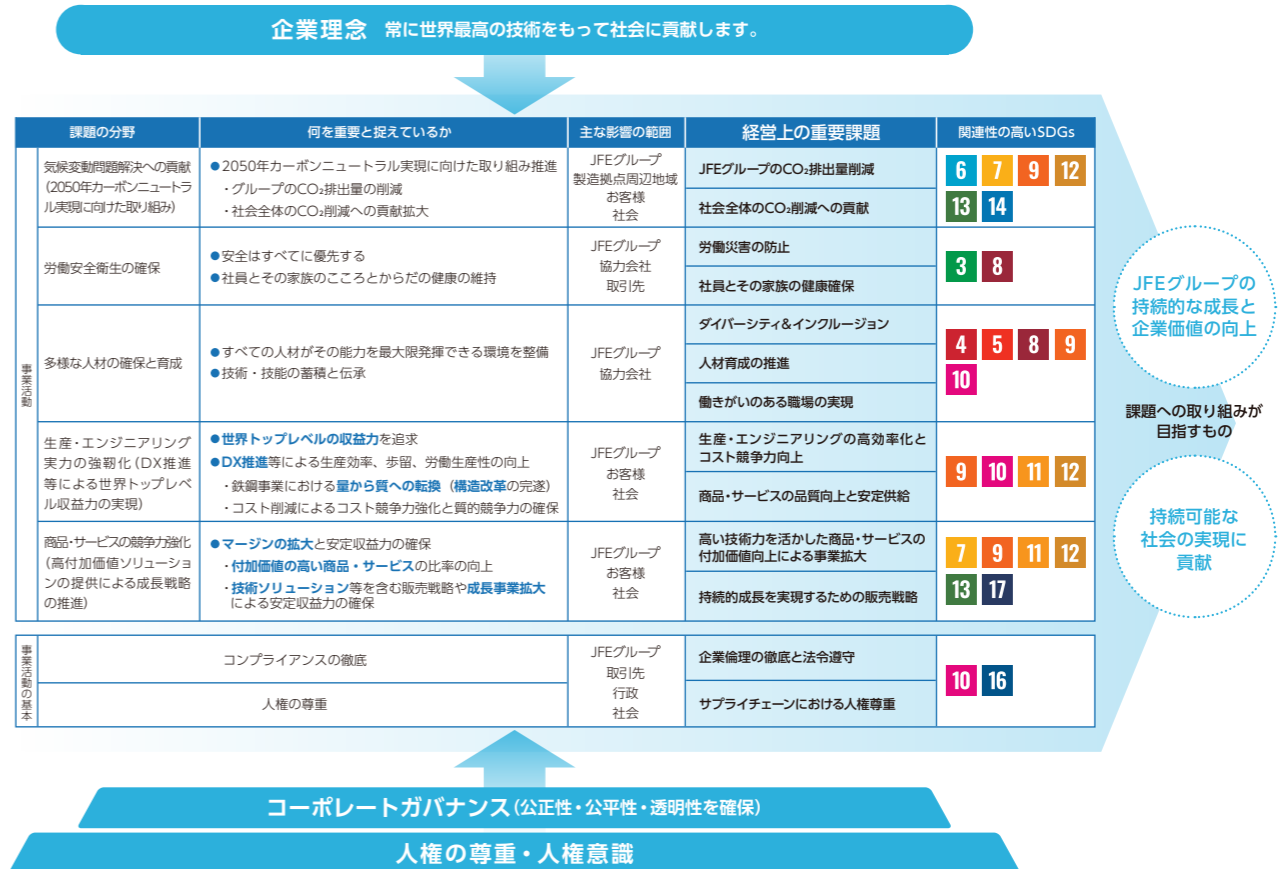 企業理念 常に世界最高の技術をもって社会に貢献します。
課題の分野
何を重要と捉えているか
主な影響の範囲
経営上の重要課題
関連性の高いSDGs
事業活動
気候変動問題解決への貢献
(2050年カーボンニュートラ
ル実現に向けた取り組み)
●2050年カーボンニュートラル実現に向けた取り組み推進
・グループのCO₂排出量の削減
・社会全体のCO₂削減への貢献拡大
JFEグループ
製造拠点周辺地域
お客様
社会
JFEグループのCO₂排出量削減
社会全体のCO₂削減への貢献
6 7 9 12
13 14
労働安全衛生の確保
●安全はすべてに優先する
●社員とその家族のこころとからだの健康の維持
JFEグループ
協力会社
取引先
労働災害の防止
社員とその家族の健康確保
3 8
多様な人材の確保と育成
●すべての人材がその能力を最大限発揮できる環境を整備
●技術・技能の蓄積と伝承
JFEグループ
協力会社
ダイバーシティ&インクルージョン
人材育成の推進
働きがいのある職場の実現
4 5 8 9
10
生産・エンジニアリング
実力の強靭化(DX推進
等による世界トップレベ
ル収益力の実現)
●世界トップレベルの収益力を追求
●DX推進等による生産効率、歩留、労働生産性の向上
・鉄鋼事業における量から質への転換(構造改革の完遂)
・コスト削減によるコスト競争力強化と質的競争力の確保
JFEグループ
お客様
社会
生産・エンジニアリングの高効率化と
コスト競争力向上
商品・サービスの品質向上と安定供給
9 10 11 12
商品・サービスの競争力強化
(高付加価値ソリューショ
ンの提供による成長戦略
の推進)
●マージンの拡大と安定収益力の確保
・付加価値の高い商品・サービスの比率の向上
・技術ソリューション等を含む販売戦略や成長事業拡大
による安定収益力の確保
JFEグループ
お客様
社会
高い技術力を活かした商品・サービスの
付加価値向上による事業拡大
持続的成長を実現するための販売戦略
7 9 11 12
13 17
事業活動の基本
コンプライアンスの徹底
人権の尊重
JFEグループ
取引先
行政
社会
企業倫理の徹底と法令遵守
サプライチェーンにおける人権尊重
10 16
JFEグループの
持続的な成長と
企業価値の向上
課題への取り組みが
目指すもの
持続可能な
社会の実現に
貢献
コーポレートガバナンス(公正性・公平性・透明性を確保)
人権の尊重・人権意識